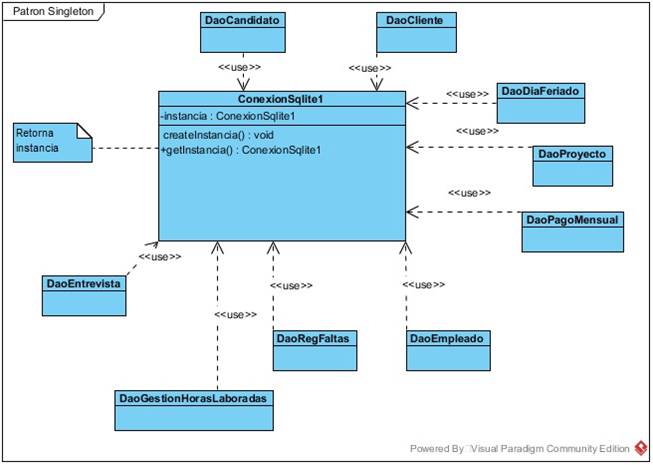 Patron Singleton
DaoCandidato
DaoCliente
<<use>>
<<use>>
ConexionSqlite1
-instancia : ConexionSqlite1
createInstancia() : void
+getInstancia() : ConexionSqlite1
Retorna
instancia
<<use>>
DaoDiaFeriado
<<use>>
DaoProyecto
<<use>>
DaoPagoMensual
<<use>>
DaoEntrevista
<<use>>
<<use>>
<<use>>
DaoRegFaltas
DaoEmpleado
DaoGestionHorasLaboradas
Powered By Visual Paradigm Community Edition